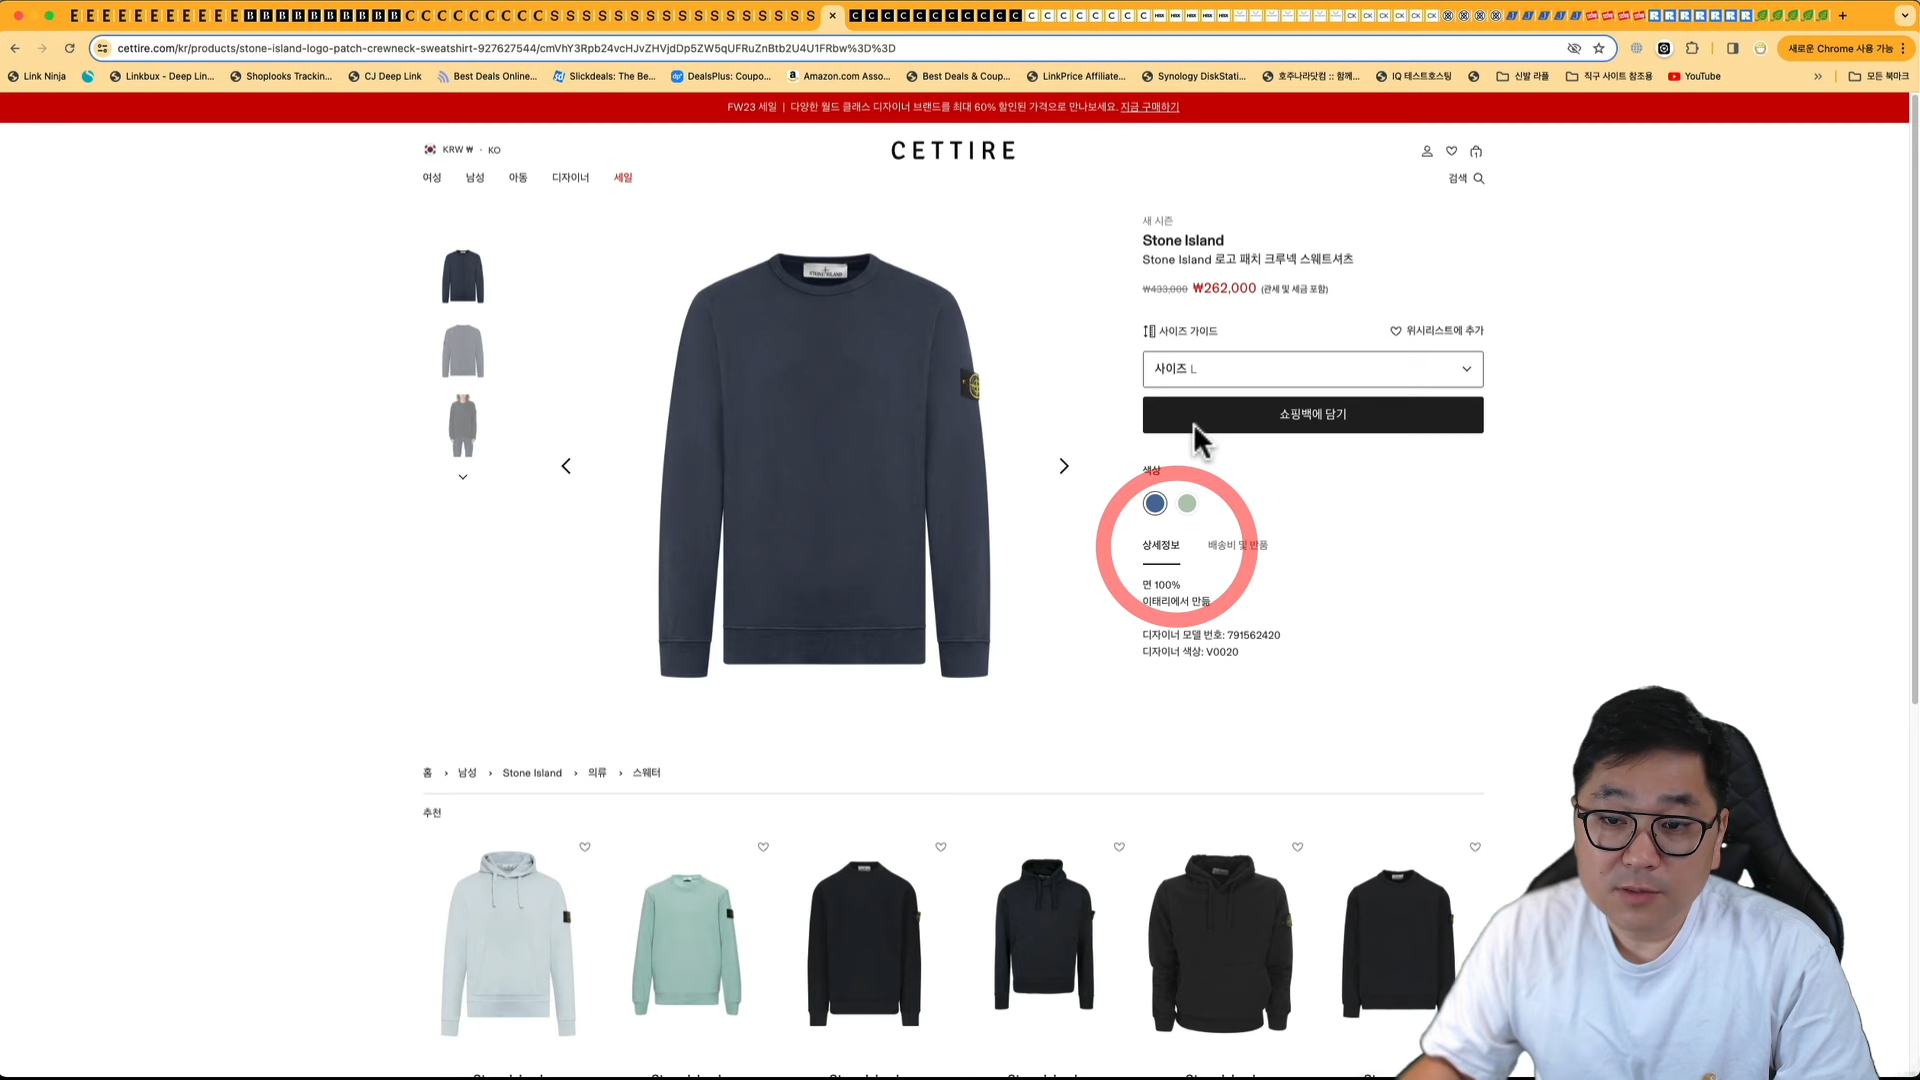 cettire.com/kr/products/stone-island-logo-patch-crewneck-sweatshirt-927627544/cmVhY3Rpb24vcHJvZHVjdDp5ZW5qUFRuZnBtb2U4U1FRbw%3D%3D
새로운 Chrome 사용 가능
Link Ninja
Linkbux - Deep Lin...
Shoplooks Trackin...
CJ Deep Link
Best Deals Online...
Slickdeals: The Be...
DealsPlus: Coupo...
Amazon.com Asso...
Best Deals & Coup...
LinkPrice Affiliate...
Synology DiskStati...
호주나라닷컴 :: 함께...
IQ 테스트호스팅
신발 라플
직구 사이트 참조용
YouTube
모든 북마크
FW23 세일 | 다양한 월드 클래스 디자이너 브랜드를 최대 60% 할인된 가격으로 만나보세요. 지금 구매하기
KRW ₩ · KO
CETTIRE
여성 남성 아동 디자이너 세일
검색
새 시즌
Stone Island
Stone Island 로고 패치 크루넥 스웨트셔츠
₩433,000 ₩262,000 (관세 및 세금 포함)
사이즈 가이드
위시리스트에 추가
사이즈 L
쇼핑백에 담기
색상
상세정보 배송비 및 반품
면 100%
이태리에서 만듦
디자이너 모델 번호: 791562420
디자이너 색상: V0020
STONE ISLAND
홈 › 남성 › Stone Island › 의류 › 스웨터
추천